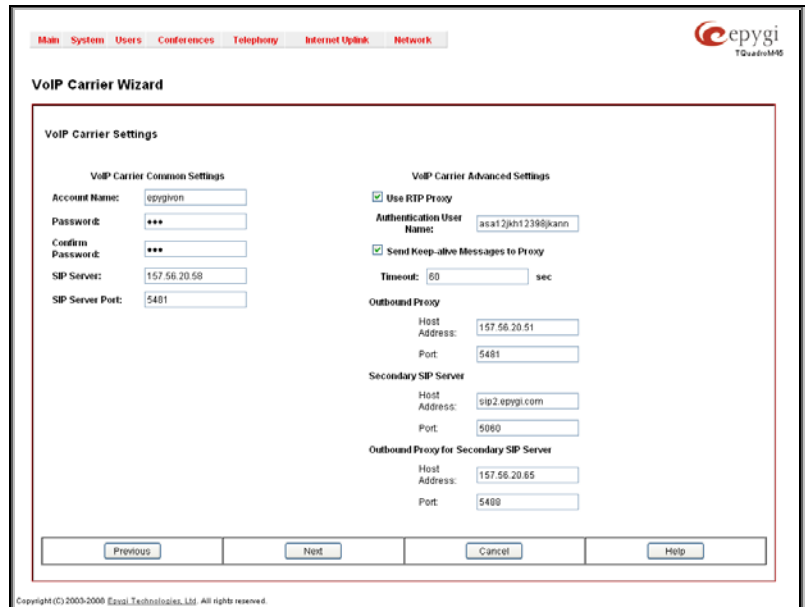 Main System Users Conferences Telephony Internet Uplink Network
epygi
TQuadroM46
VoIP Carrier Wizard
VoIP Carrier Settings
VoIP Carrier Common Settings
Account Name: epygivon
Password: •••
Confirm Password: •••
SIP Server: 157.56.20.58
SIP Server Port: 5481
VoIP Carrier Advanced Settings
Use RTP Proxy
Authentication User Name: asa12jkh12398jkann
Send Keep-alive Messages to Proxy
Timeout: 60 sec
Outbound Proxy
Host Address: 157.56.20.51
Port: 5481
Secondary SIP Server
Host Address: sip2.epygi.com
Port: 5060
Outbound Proxy for Secondary SIP Server
Host Address: 157.56.20.65
Port: 5488
Previous Next Cancel Help
Copyright (C) 2003-2008 Epygi Technologies, Ltd. All rights reserved.